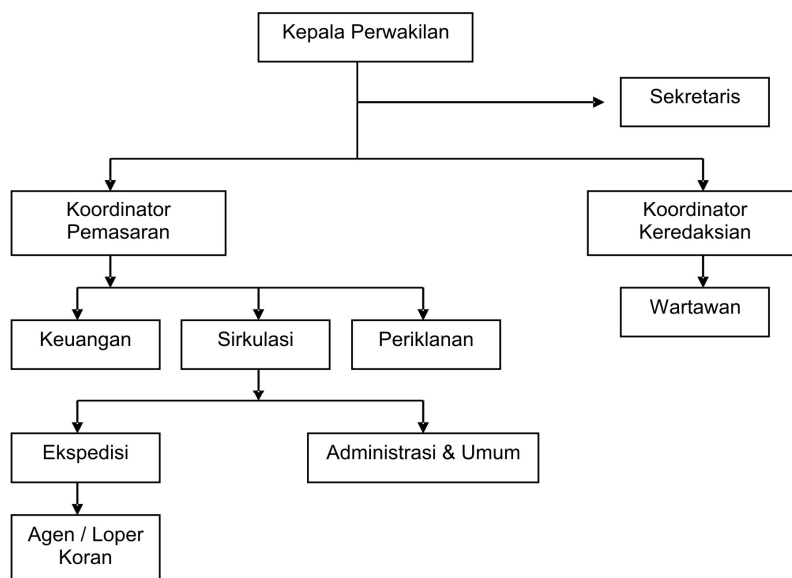 Kepala Perwakilan
Sekretaris
Koordinator
Pemasaran
Koordinator
Keredaksian
Keuangan
Sirkulasi
Periklanan
Wartawan
Ekspedisi
Administrasi & Umum
Agen / Loper
Koran